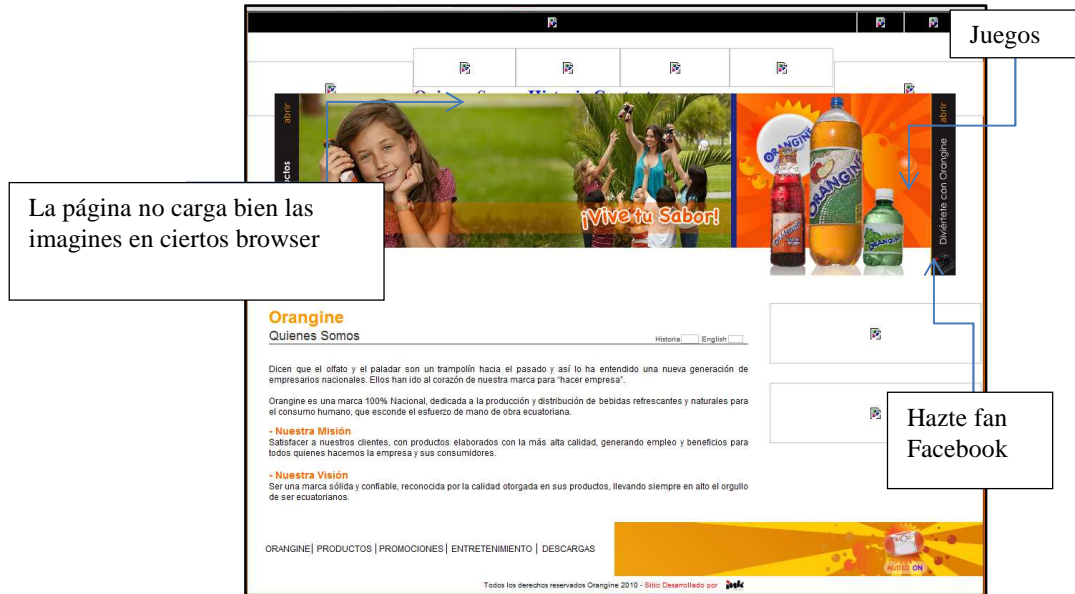 Juegos
abrir
abrir
Diviértete con Orangine
ORANGINE
ORANGINE
ORANGINE
¡Vive tu Sabor!
La página no carga bien las
imagines en ciertos browser
Orangine
Quienes Somos
Historia English
Dicen que el olfato y el paladar son un trampolín hacia el pasado y así lo ha entendido una nueva generación de
empresarios nacionales. Ellos han ido al corazón de nuestra marca para "hacer empresa".
Orangine es una marca 100% Nacional, dedicada a la producción y distribución de bebidas refrescantes y naturales para
el consumo humano, que esconde el esfuerzo de mano de obra ecuatoriana.
- Nuestra Misión
Satisfacer a nuestros clientes, con productos elaborados con la más alta calidad, generando empleo y beneficios para
todos quienes hacemos la empresa y sus consumidores.
- Nuestra Visión
Ser una marca sólida y confiable, reconocida por la calidad otorgada en sus productos, llevando siempre en alto el orgullo
de ser ecuatorianos.
Hazte fan
Facebook
ORANGINE| PRODUCTOS | PROMOCIONES | ENTRETENIMIENTO | DESCARGAS
AUDIO ON
Todos los derechos reservados Orangine 2010 - Sitio Desarrollado por ink